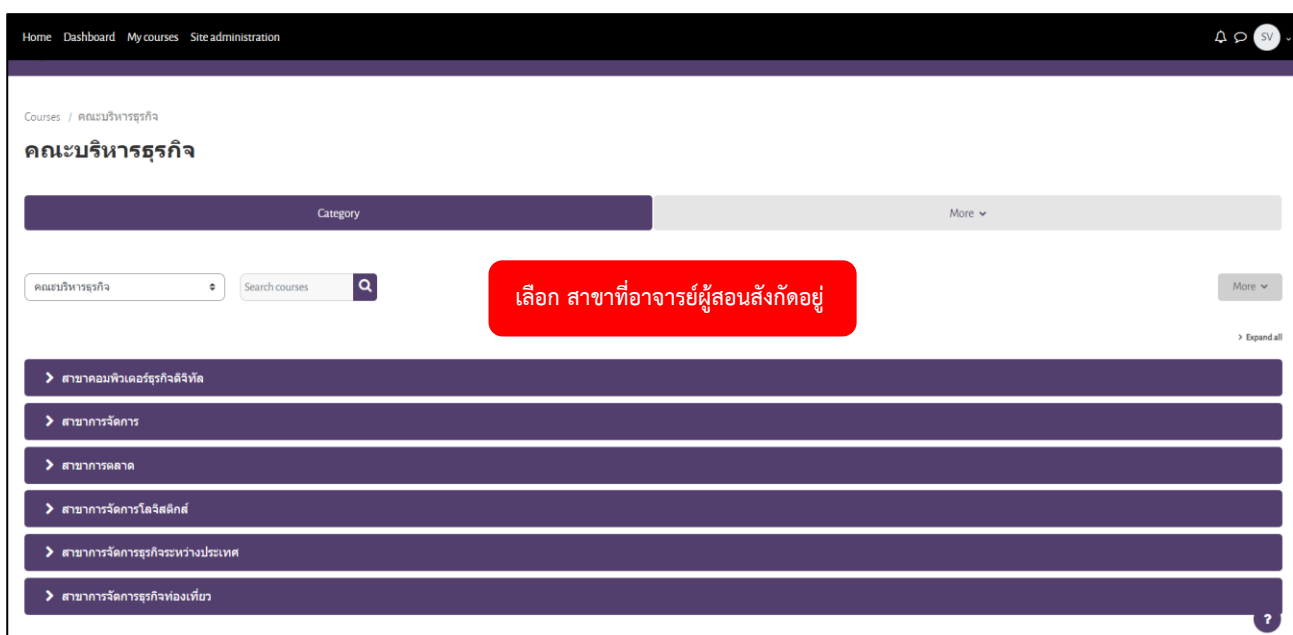 Home Dashboard My courses Site administration SV
Courses / คณะบริหารธุรกิจ
คณะบริหารธุรกิจ
Category More
คณะบริหารธุรกิจ Search courses More
เลือก สาขาที่อาจารย์ผู้สอนสังกัดอยู่
Expand all
สาขาคอมพิวเตอร์ธุรกิจดิจิทัล
สาขาการจัดการ
สาขาการตลาด
สาขาการจัดการโลจิสติกส์
สาขาการจัดการธุรกิจระหว่างประเทศ
สาขาการจัดการธุรกิจท่องเที่ยว
?